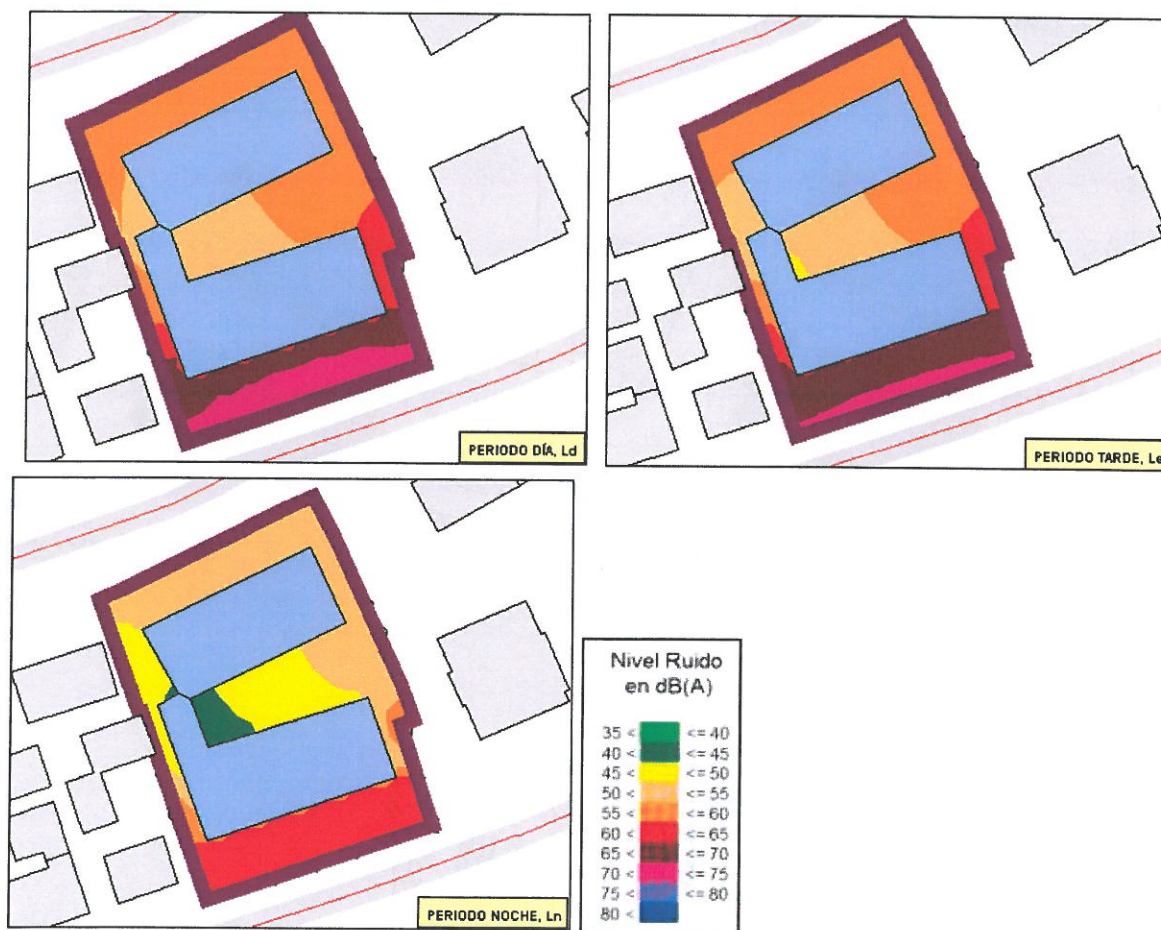 PERIODO DÍA, Ld
PERIODO TARDE, Le
PERIODO NOCHE, Ln
Nivel Ruido
en dB(A)
35 < <= 40
40 < <= 45
45 < <= 50
50 < <= 55
55 < <= 60
60 < <= 65
65 < <= 70
70 < <= 75
75 < <= 80
80 <